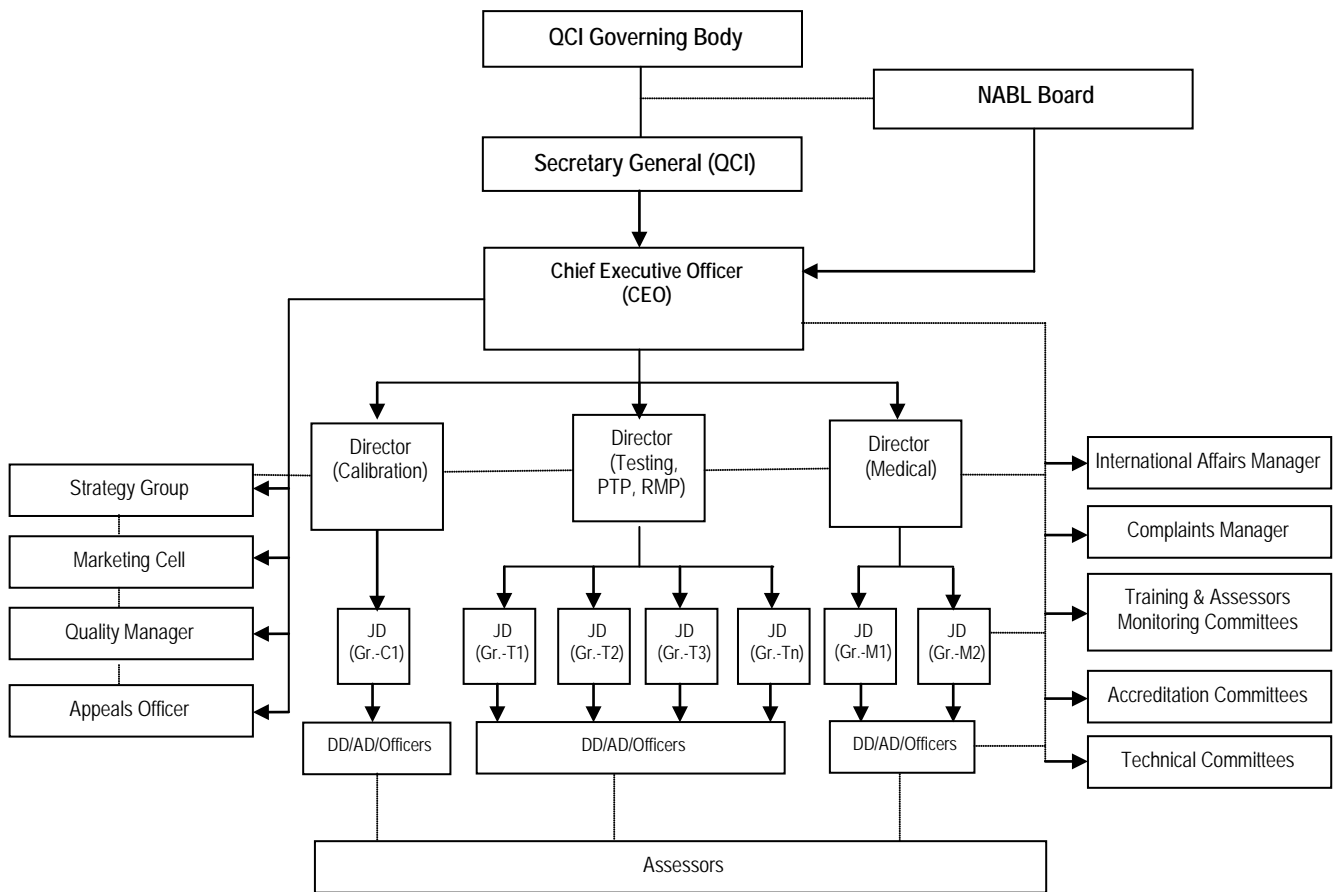 QCI Governing Body
NABL Board
Secretary General (QCI)
Chief Executive Officer
(CEO)
Director
(Calibration)
Director
(Testing,
PTP, RMP)
Director
(Medical)
Strategy Group
Marketing Cell
Quality Manager
Appeals Officer
International Affairs Manager
Complaints Manager
Training & Assessors
Monitoring Committees
Accreditation Committees
Technical Committees
JD
(Gr.-C1)
JD
(Gr.-T1)
JD
(Gr.-T2)
JD
(Gr.-T3)
JD
(Gr.-Tn)
JD
(Gr.-M1)
JD
(Gr.-M2)
DD/AD/Officers
DD/AD/Officers
DD/AD/Officers
Assessors